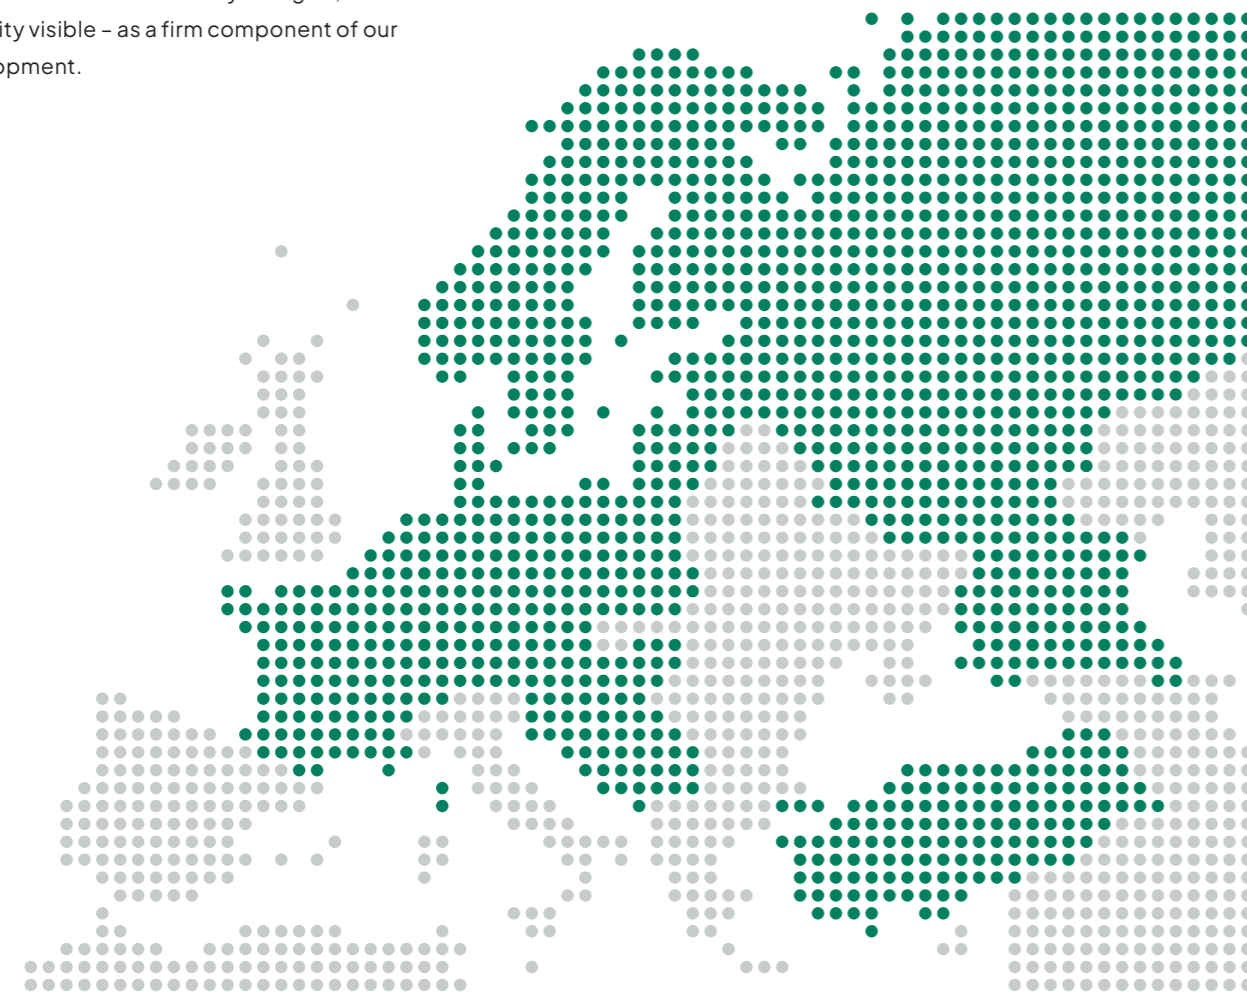 ity visible – as a firm component of our
opment.